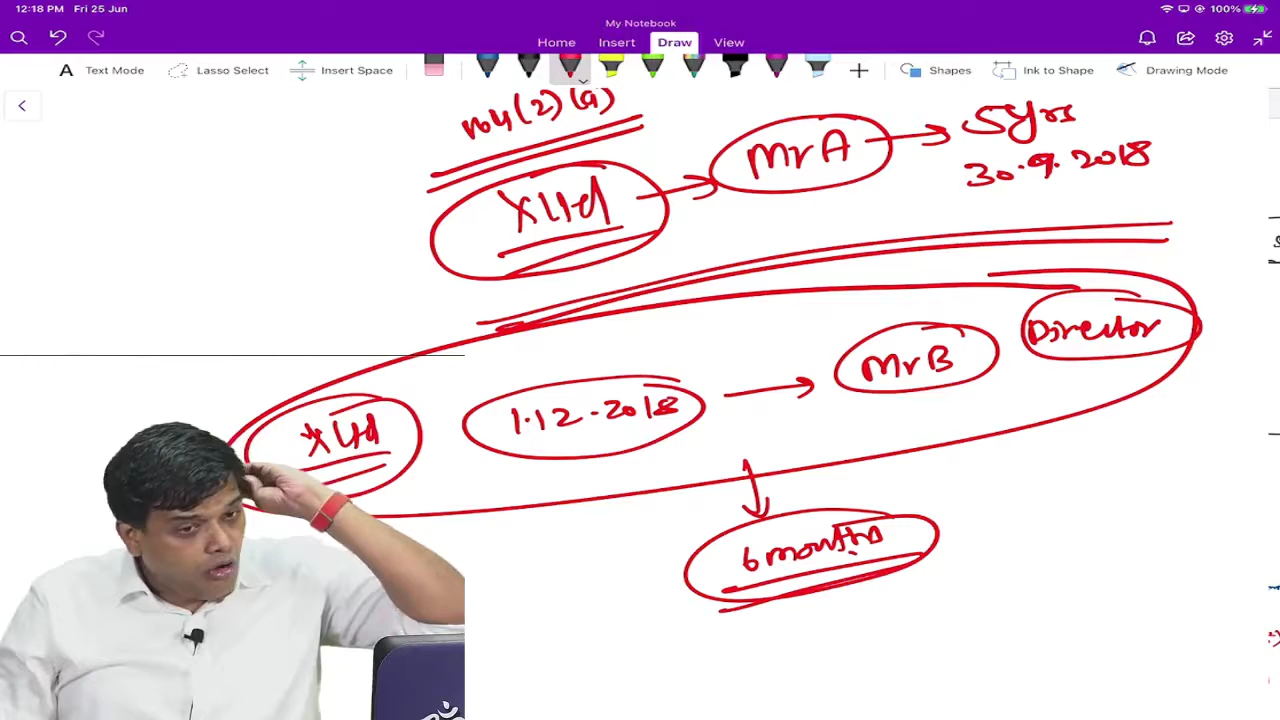 12:18 PM Fri 25 Jun
100%
My Notebook
Home Insert Draw View
A Text Mode Lasso Select Insert Space Shapes Ink to Shape Drawing Mode
(2)(a)
X Ltd Mr A 5 yrs
30.9.2018
Director
X Ltd 1.12.2018 Mr B
6 months